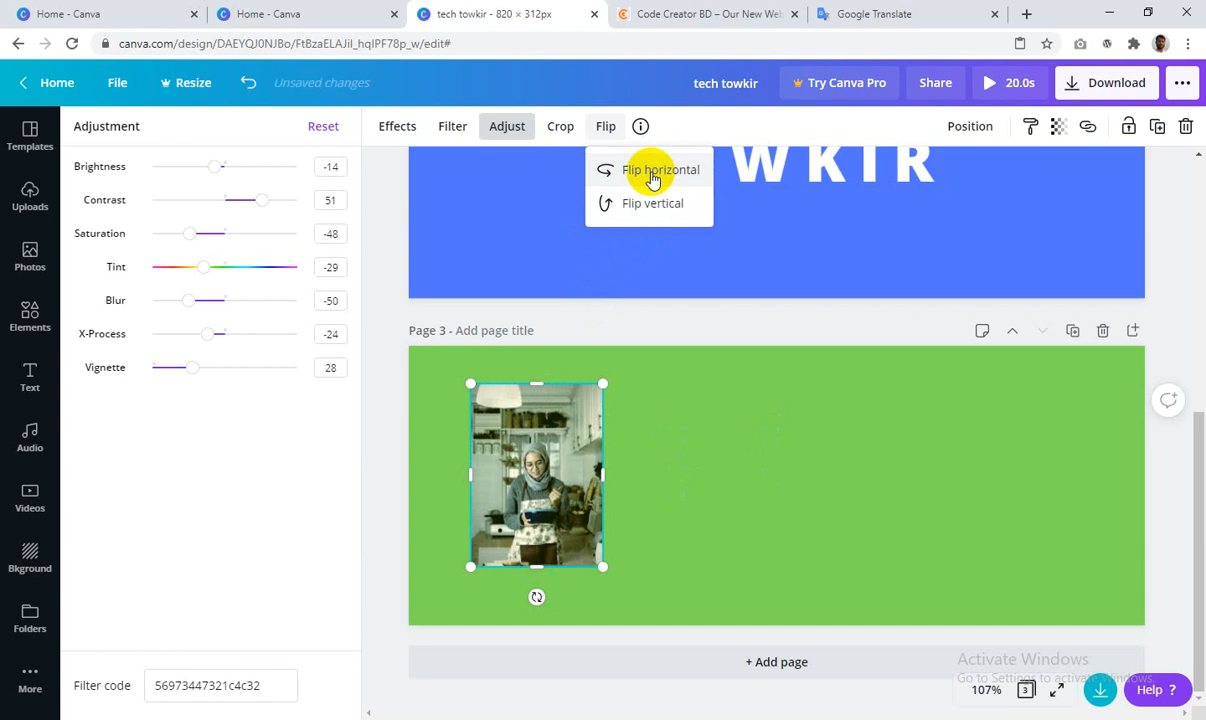 Home - Canva
Home - Canva
tech towkir - 820 × 312px
Code Creator BD – Our New Web
Google Translate
canva.com/design/DAEYQJ0NJBo/FtBzaELAJiI_hqIPF78p_w/edit#
Home
File
Resize
Unsaved changes
tech towkir
Try Canva Pro
Share
20.0s
Download
Templates
Uploads
Photos
Elements
Text
Audio
Videos
Bkground
Folders
More
Adjustment
Reset
Brightness -14
Contrast 51
Saturation -48
Tint -29
Blur -50
X-Process -24
Vignette 28
Filter code 56973447321c4c32
Effects
Filter
Adjust
Crop
Flip
Position
Flip horizontal
Flip vertical
WKIR
Page 3 - Add page title
+ Add page
Activate Windows
Go to Settings to activate Windows.
107%
3
Help ?